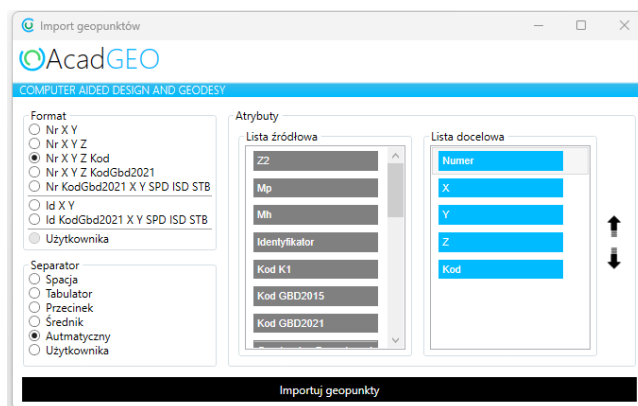 Import geopunktów
AcadGEO
COMPUTER AIDED DESIGN AND GEODESY
Format
Nr X Y
Nr X Y Z
Nr X Y Z Kod
Nr X Y Z KodGbd2021
Nr KodGbd2021 X Y SPD ISD STB
Id X Y
Id KodGbd2021 X Y SPD ISD STB
Użytkownika
Separator
Spacja
Tabulator
Przecinek
Średnik
Autmatyczny
Użytkownika
Atrybuty
Lista źródłowa
Z2
Mp
Mh
Identyfikator
Kod K1
Kod GBD2015
Kod GBD2021
Lista docelowa
Numer
X
Y
Z
Kod
Importuj geopunkty